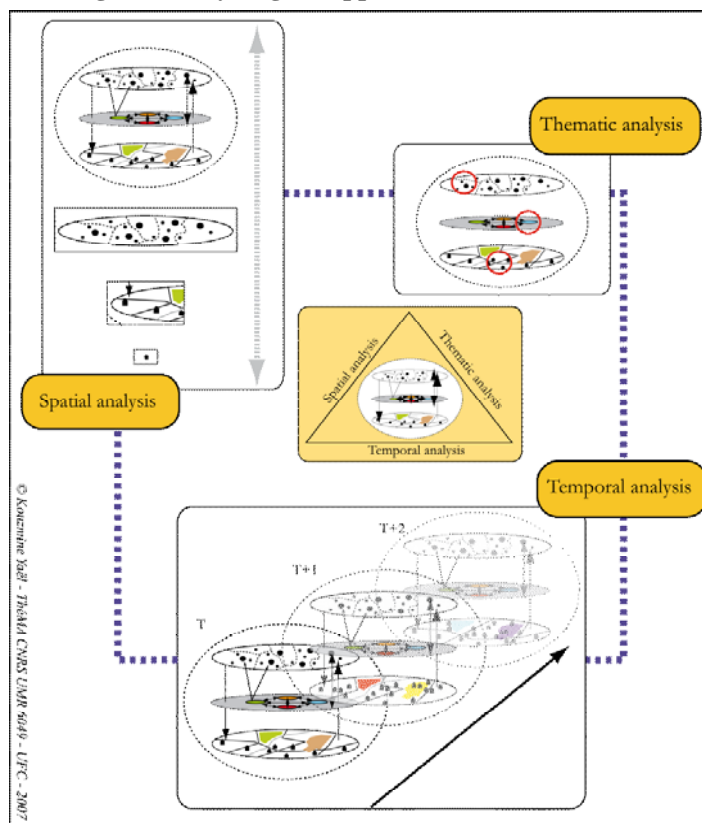 Thematic analysis
Spatial analysis
Thematic analysis
Temporal analysis
Spatial analysis
Temporal analysis
T+2
T+1
T
© Kouzmine Yaël - ThéMA CNRS UMR 6049 - UFC - 2007